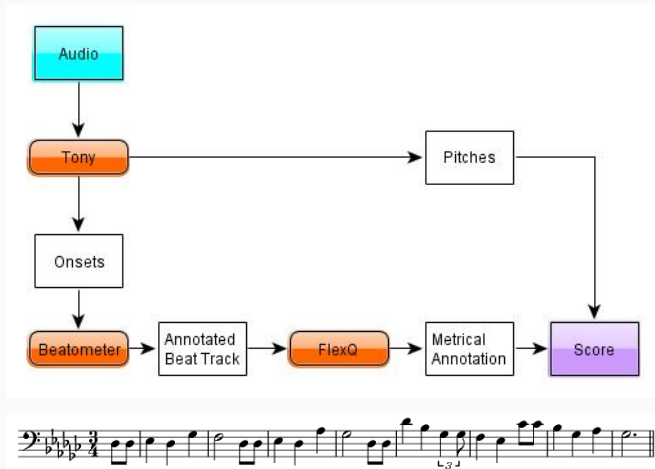 Audio
Tony
Pitches
Onsets
Beatometer
Annotated
Beat Track
FlexQ
Metrical
Annotation
Score
3
4
3